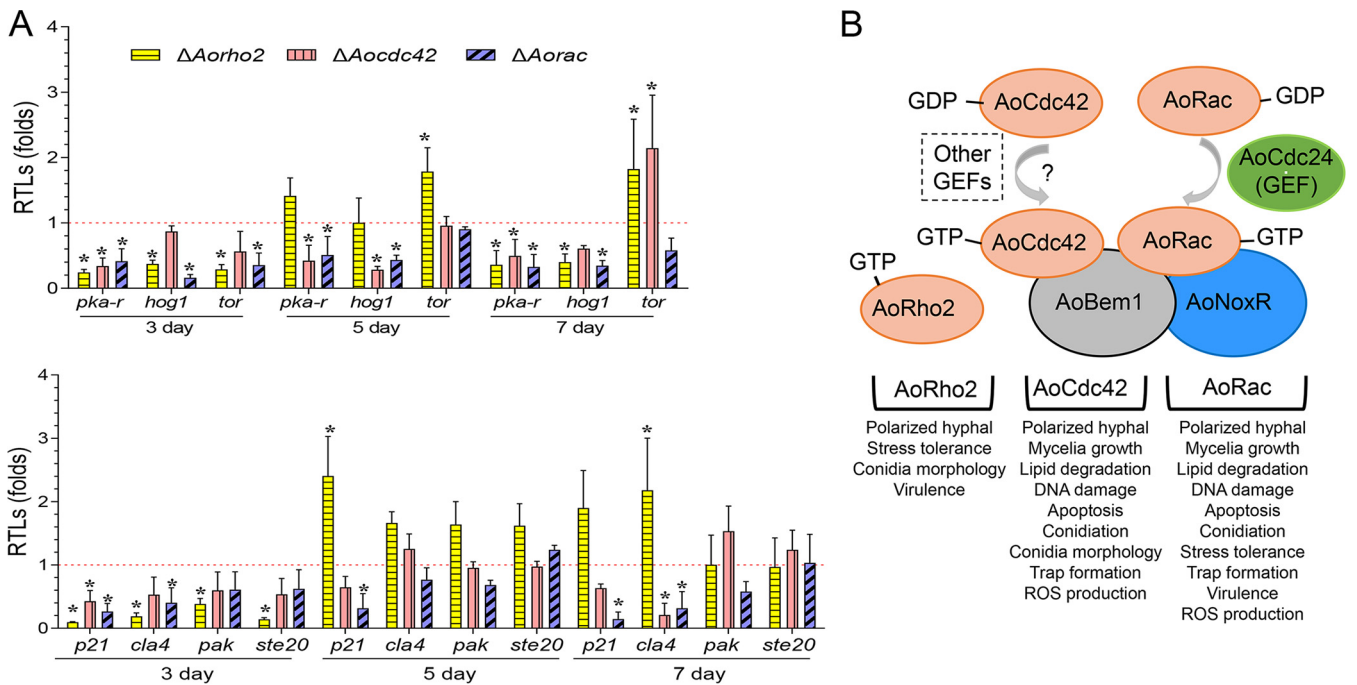 A
ΔAorho2 ΔAocdc42 ΔAorac
RTLs (folds)
4
3
2
1
0
* * * * * * * * * * * * * * * * * * * * *
pka-r hog1 tor pka-r hog1 tor pka-r hog1 tor
3 day 5 day 7 day
RTLs (folds)
4
3
2
1
0
* * * * * * * * * * * * *
p21 cla4 pak ste20 p21 cla4 pak ste20 p21 cla4 pak ste20
3 day 5 day 7 day
B
GDP AoCdc42 AoRac GDP
Other
GEFs
?
AoCdc24
(GEF)
GTP AoCdc42 AoRac GTP
GTP
AoRho2 AoBem1 AoNoxR
AoRho2
Polarized hyphal
Stress tolerance
Conidia morphology
Virulence
AoCdc42
Polarized hyphal
Mycelia growth
Lipid degradation
DNA damage
Apoptosis
Conidiation
Conidia morphology
Trap formation
ROS production
AoRac
Polarized hyphal
Mycelia growth
Lipid degradation
DNA damage
Apoptosis
Conidiation
Stress tolerance
Trap formation
Virulence
ROS production